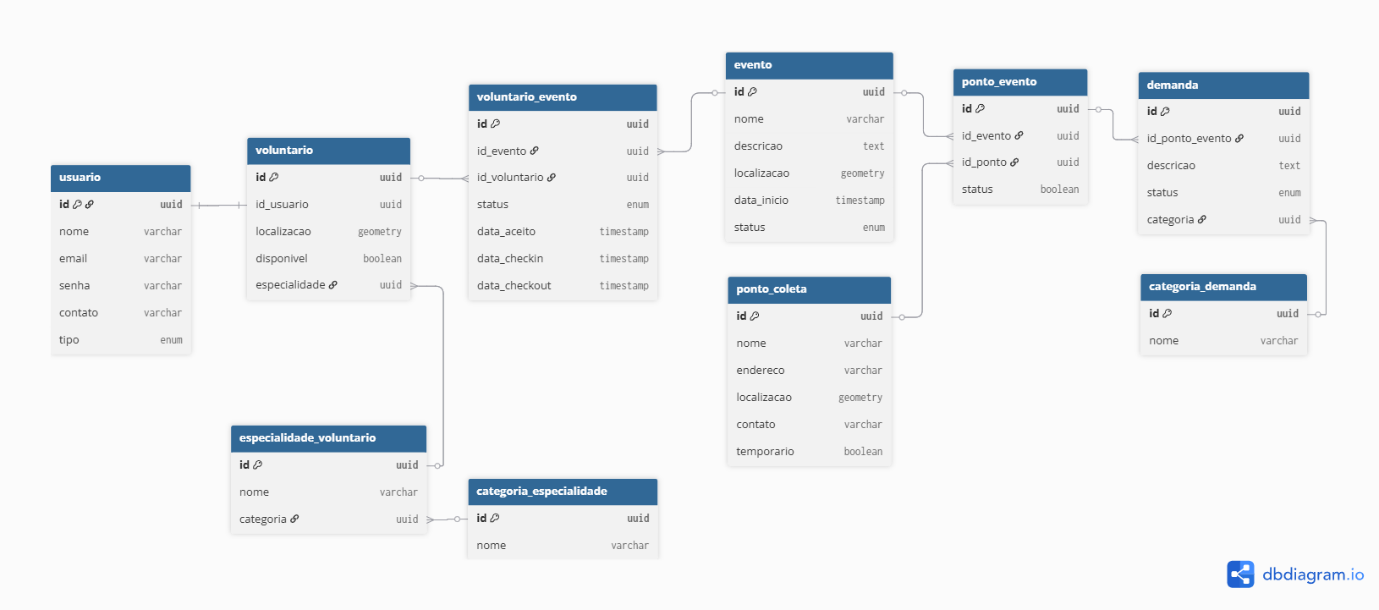 usuario
id uuid
nome varchar
email varchar
senha varchar
contato varchar
tipo enum
voluntario
id uuid
id_usuario uuid
localizacao geometry
disponivel boolean
especialidade uuid
voluntario_evento
id uuid
id_evento uuid
id_voluntario uuid
status enum
data_aceito timestamp
data_checkin timestamp
data_checkout timestamp
evento
id uuid
nome varchar
descricao text
localizacao geometry
data_inicio timestamp
status enum
ponto_evento
id uuid
id_evento uuid
id_ponto uuid
status boolean
demanda
id uuid
id_ponto_evento uuid
descricao text
status enum
categoria uuid
ponto_coleta
id uuid
nome varchar
endereco varchar
localizacao geometry
contato varchar
temporario boolean
categoria_demanda
id uuid
nome varchar
especialidade_voluntario
id uuid
nome varchar
categoria uuid
categoria_especialidade
id uuid
nome varchar
dbdiagram.io